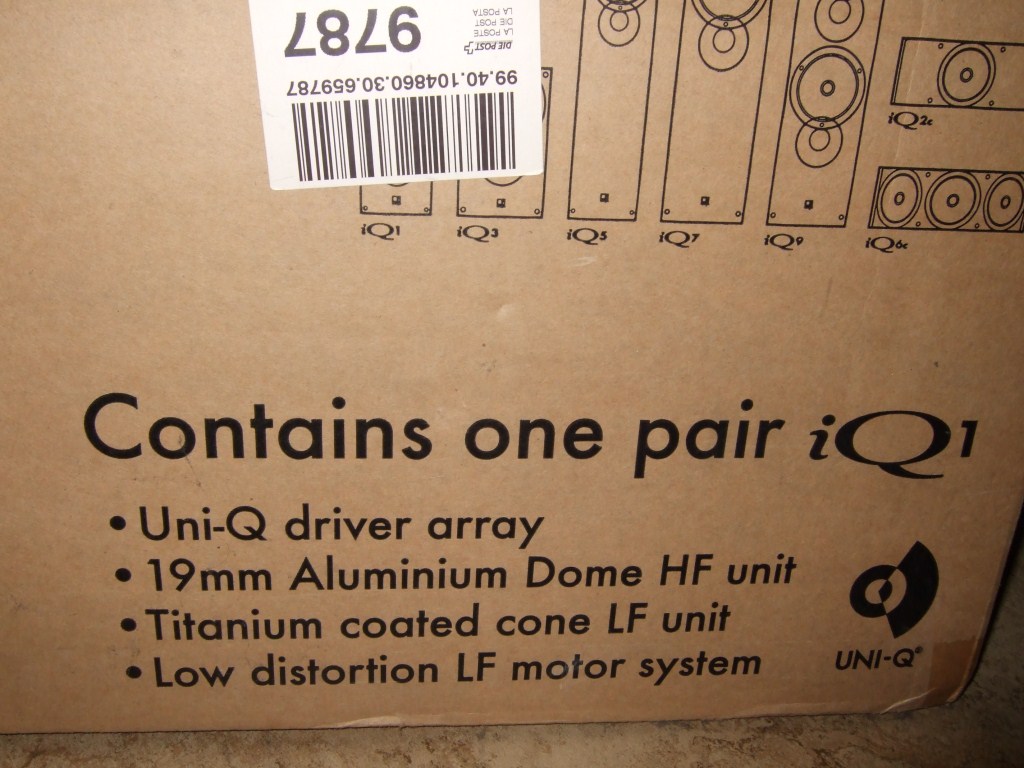 9787
DIE POST
LA POSTE
DIE POST
LA POSTA
99.40.104860.30.659787
iQ1
iQ3
iQ5
iQ7
iQ9
iQ2c
iQ6c
Contains one pair iQ1
• Uni-Q driver array
• 19mm Aluminium Dome HF unit
• Titanium coated cone LF unit
• Low distortion LF motor system
UNI-Q®